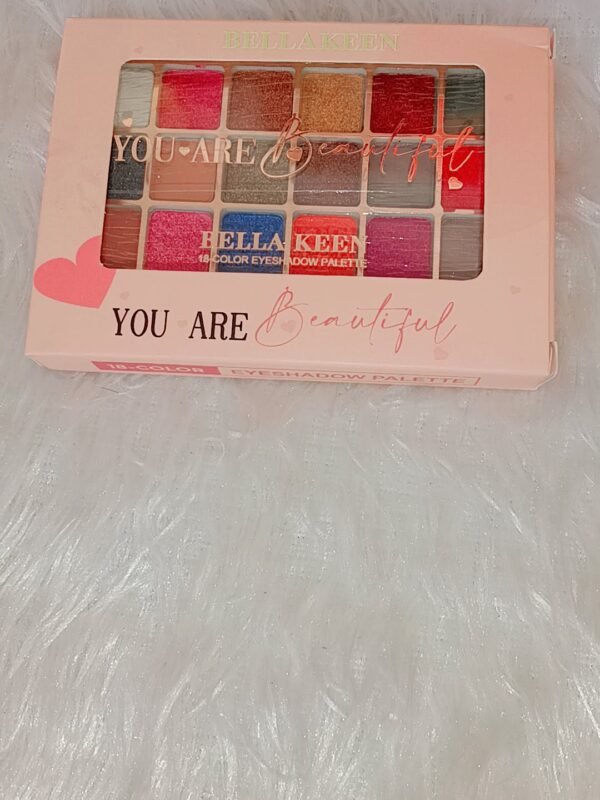 BELLAKEEN
YOU ARE Beautiful
BELLA KEEN
18-COLOR EYESHADOW PALETTE
YOU ARE Beautiful
18-COLOR EYESHADOW PALETTE